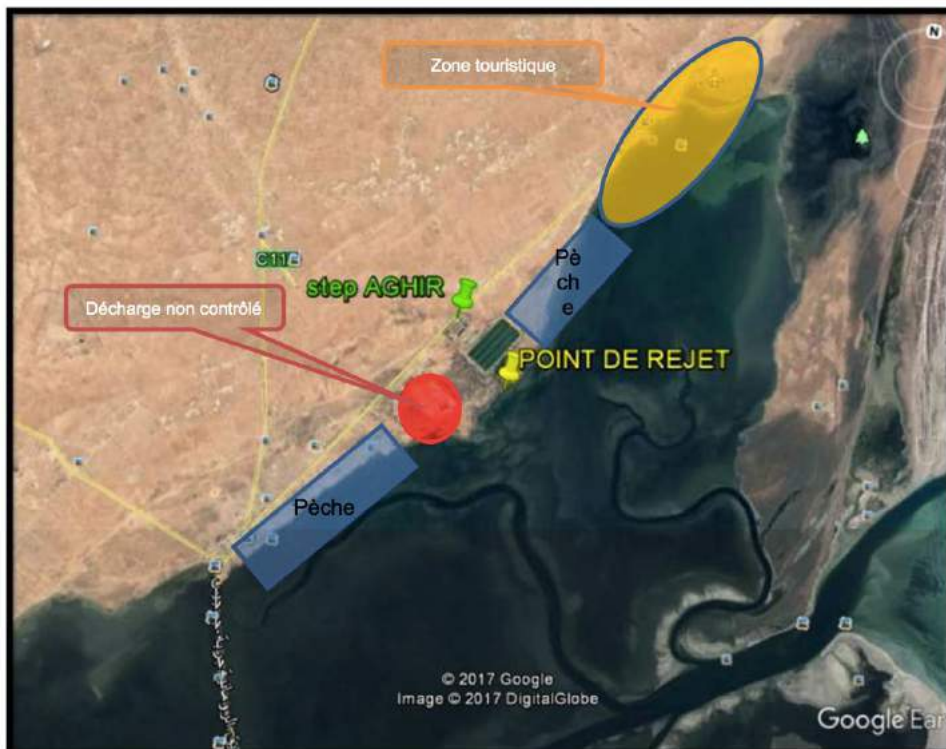 N
Zone touristique
C11
Pè
ch
e
step AGHIR
Décharge non contrôlé
POINT DE REJET
Pèche
© 2017 Google
Image © 2017 DigitalGlobe
Google Ear